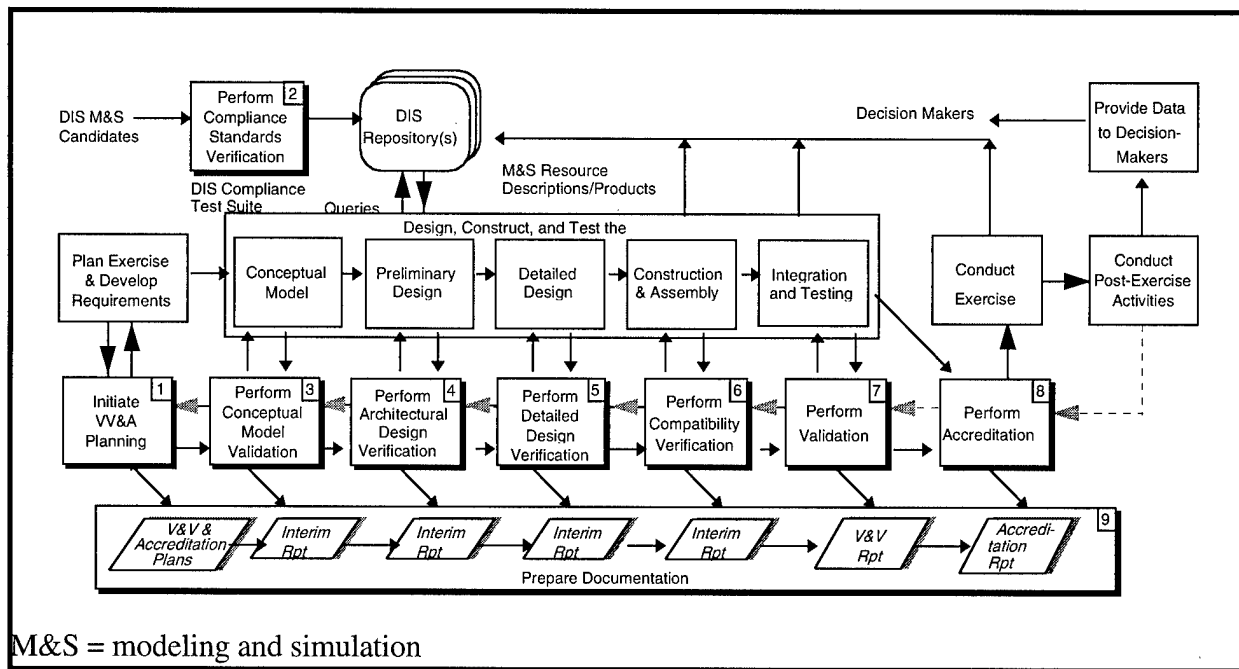 2
Perform
Compliance
Standards
Verification
DIS M&S
Candidates
DIS
Repository(s)
Decision Makers
Provide Data
to Decision-
Makers
DIS Compliance
Test Suite
Queries
M&S Resource
Descriptions/Products
Design, Construct, and Test the
Plan Exercise
& Develop
Requirements
Conceptual
Model
Preliminary
Design
Detailed
Design
Construction
& Assembly
Integration
and Testing
Conduct
Exercise
Conduct
Post-Exercise
Activities
1
Initiate
VV&A
Planning
3
Perform
Conceptual
Model
Validation
4
Perform
Architectural
Design
Verification
5
Perform
Detailed
Design
Verification
6
Perform
Compatibility
Verification
7
Perform
Validation
8
Perform
Accreditation
9
V&V &
Accreditation
Plans
Interim
Rpt
Interim
Rpt
Interim
Rpt
Interim
Rpt
V&V
Rpt
Accredi-
tation
Rpt
Prepare Documentation
M&S = modeling and simulation